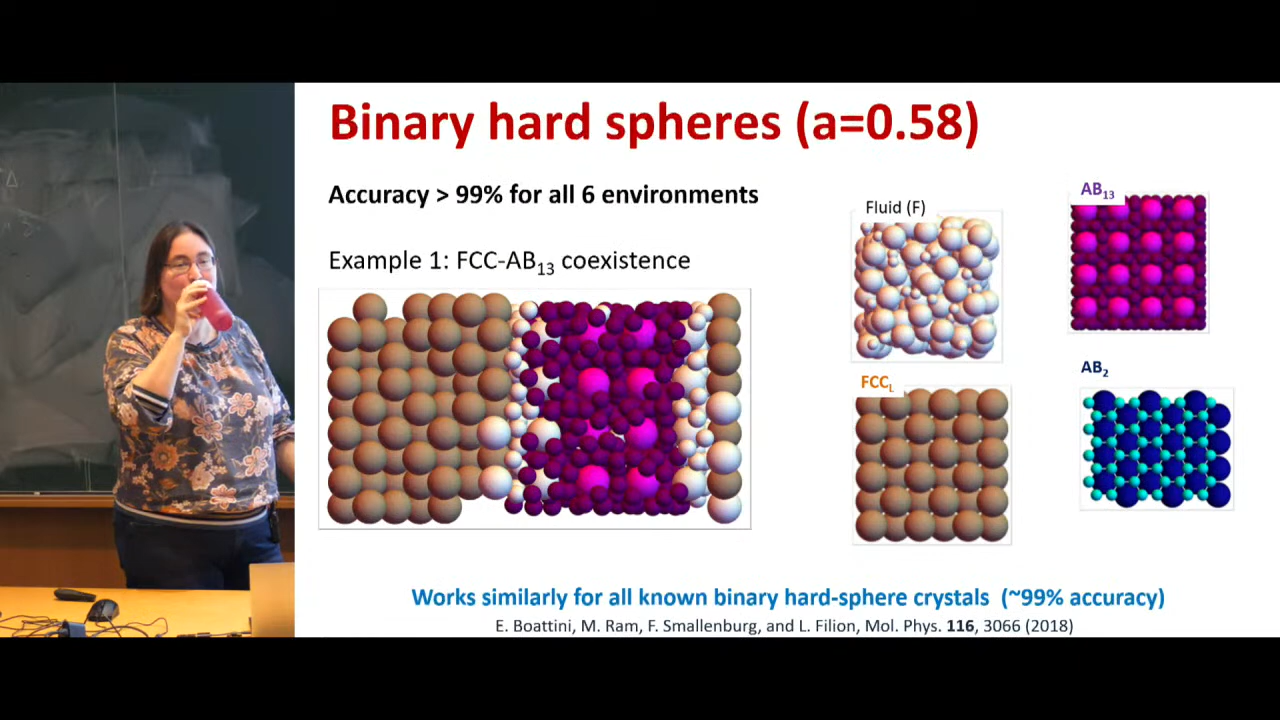 Binary hard spheres (a=0.58)
Accuracy > 99% for all 6 environments
Example 1: FCC-AB13 coexistence
Fluid (F)
AB13
FCCL
AB2
Works similarly for all known binary hard-sphere crystals (~99% accuracy)
E. Boattini, M. Ram, F. Smallenburg, and L. Filion, Mol. Phys. 116, 3066 (2018)